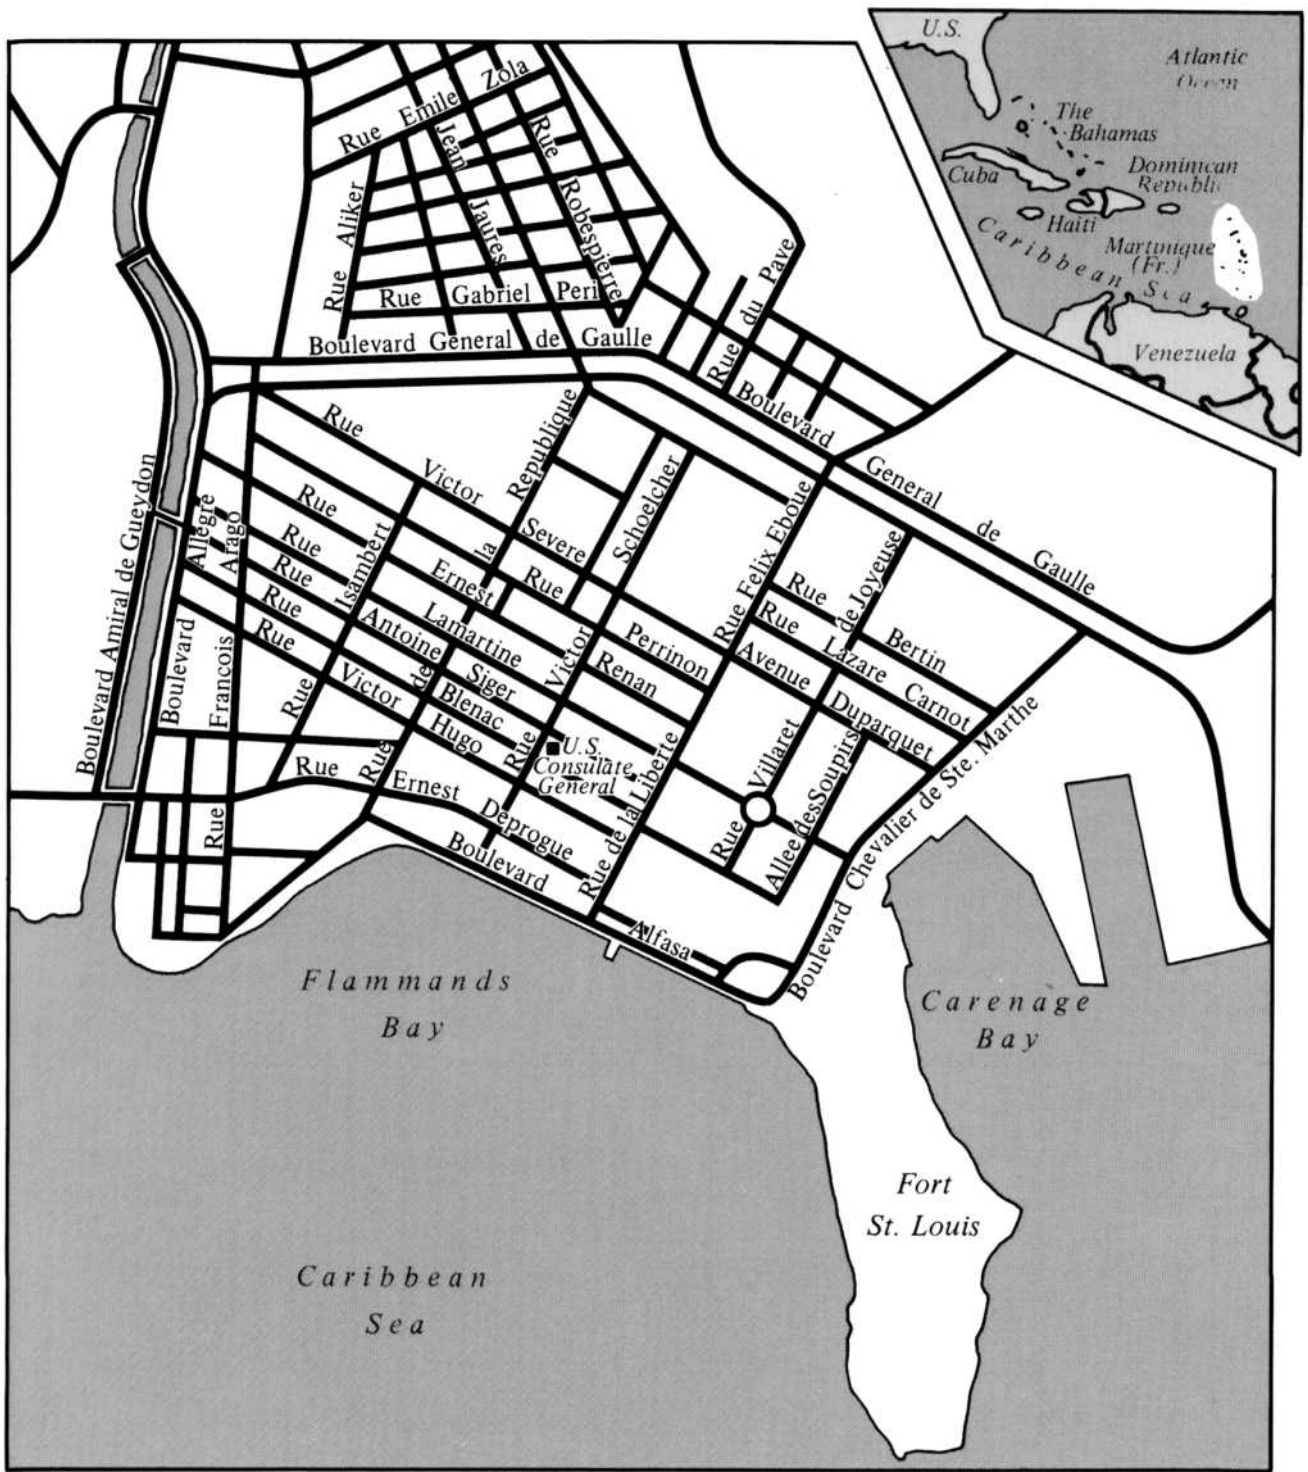 U.S.
Atlantic
Ocean
The
Bahamas
Cuba
Dominican
Republic
Haiti
Martinique
(Fr.)
Caribbean Sea
Venezuela
Rue Emile Zola
Rue Aliker
Jean Jaures
Rue Robespierre
Rue Gabriel Peri
Boulevard General de Gaulle
Rue du Pave
Boulevard General de Gaulle
Boulevard Amiral de Gueydon
Boulevard Allegre
Rue Francois Arago
Rue Isambert
Rue de la Republique
Rue Victor Schoelcher
Rue Felix Eboue
Rue de la Liberte
Rue Victor Severe
Rue Perrinon
Rue Ernest Renan
Rue Lamartine
Rue Antoine Siger
Rue Blenac
Rue Victor Hugo
Rue Ernest Deprogue
Boulevard Alfasa
U.S.
Consulate
General
Rue Bertin
Rue Lazare Carnot
Avenue Duparquet
Rue Villaret de Joyeuse
Allee des Soupirs
Boulevard Chevalier de Ste. Marthe
Flammands
Bay
Carenage
Bay
Fort
St. Louis
Caribbean
Sea